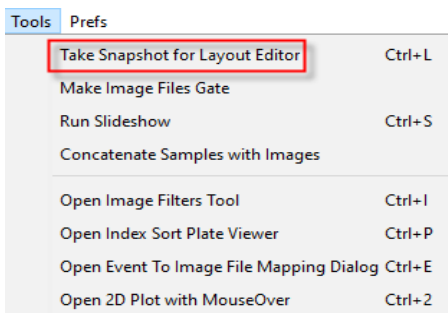 Tools Prefs
Take Snapshot for Layout Editor Ctrl+L
Make Image Files Gate
Run Slideshow Ctrl+S
Concatenate Samples with Images
Open Image Filters Tool Ctrl+I
Open Index Sort Plate Viewer Ctrl+P
Open Event To Image File Mapping Dialog Ctrl+E
Open 2D Plot with MouseOver Ctrl+2